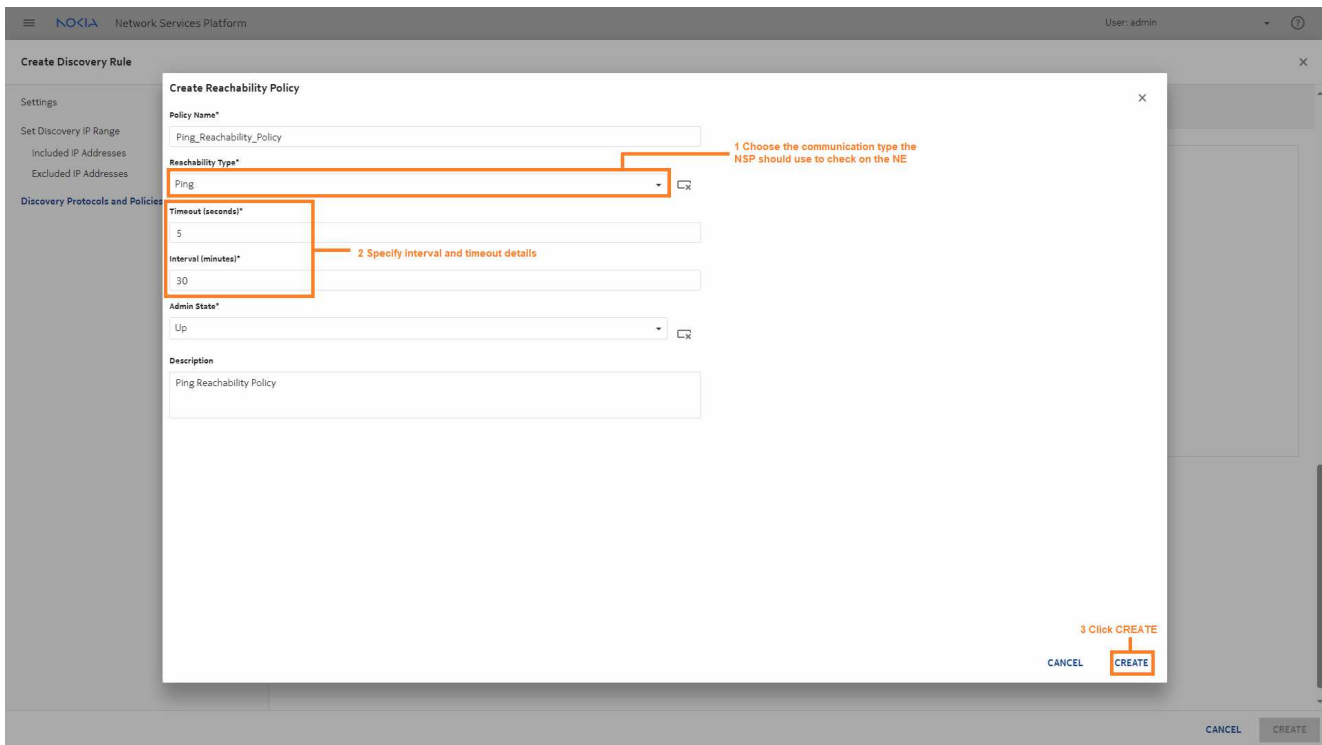 NOKIA Network Services Platform
User: admin
Create Discovery Rule
Settings
Set Discovery IP Range
Included IP Addresses
Excluded IP Addresses
Discovery Protocols and Policies
Create Reachability Policy
Policy Name*
Ping_Reachability_Policy
Reachability Type*
Ping
1 Choose the communication type the
NSP should use to check on the NE
Timeout (seconds)*
5
2 Specify interval and timeout details
Interval (minutes)*
30
Admin State*
Up
Description
Ping Reachability Policy
3 Click CREATE
CANCEL CREATE
CANCEL CREATE